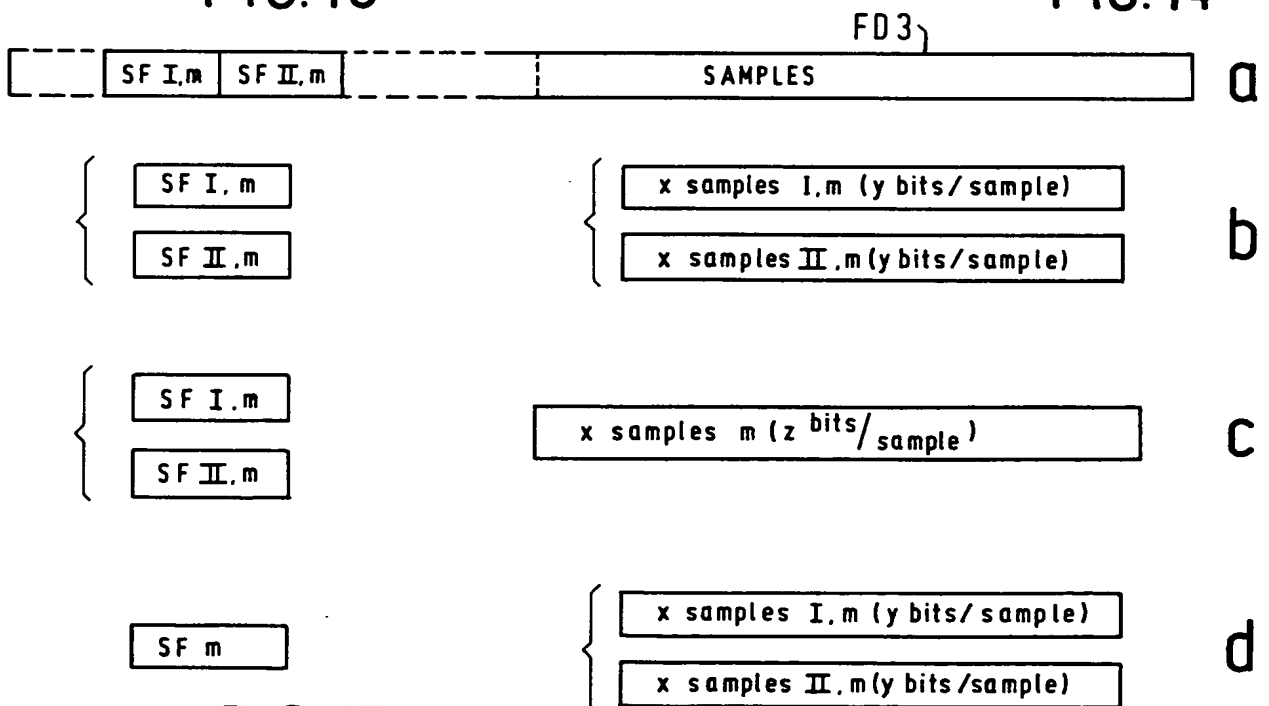 FD3
SF I,m SF II,m SAMPLES a
SF I, m x samples I,m (y bits/sample)
b
SF II,m x samples II,m (y bits/sample)
SF I,m
x samples m (z bits/sample) c
SF II,m
x samples I,m (y bits/sample)
SF m d
x samples II,m (y bits/sample)